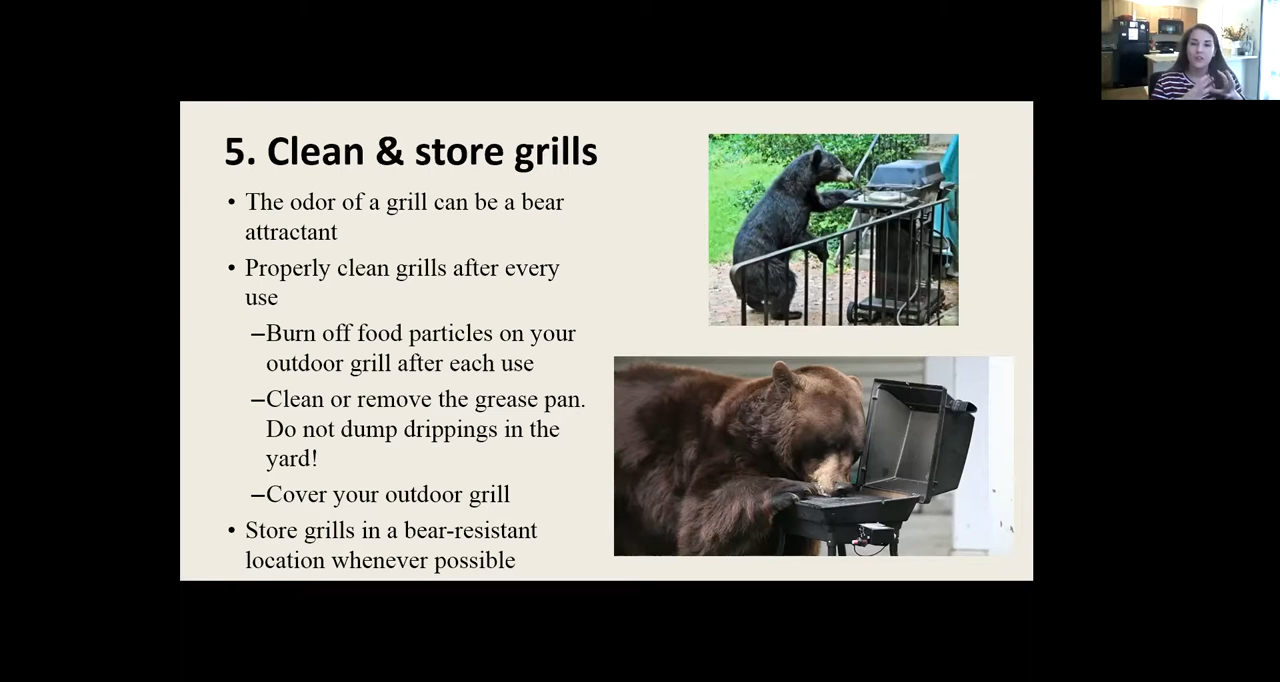 5. Clean & store grills
• The odor of a grill can be a bear
attractant
• Properly clean grills after every
use
–Burn off food particles on your
outdoor grill after each use
–Clean or remove the grease pan.
Do not dump drippings in the
yard!
–Cover your outdoor grill
• Store grills in a bear-resistant
location whenever possible